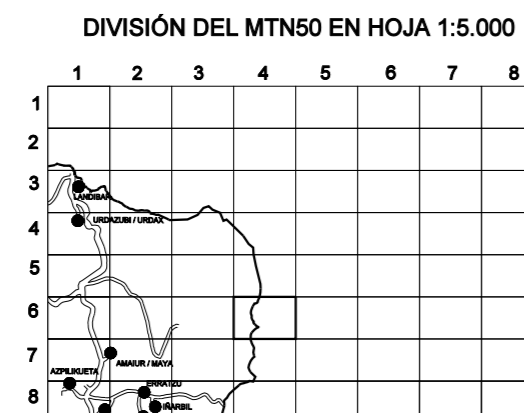 DIVISIÓN DEL MTN50 EN HOJA 1:5.000
1 2 3 4 5 6 7 8
1
2
3
LANDIBAR
4
URDAZUBI / URDAX
5
6
7
AMAIUR / MAYA
AZPILIKUETA
ERRATZU
8
IÑARBIL